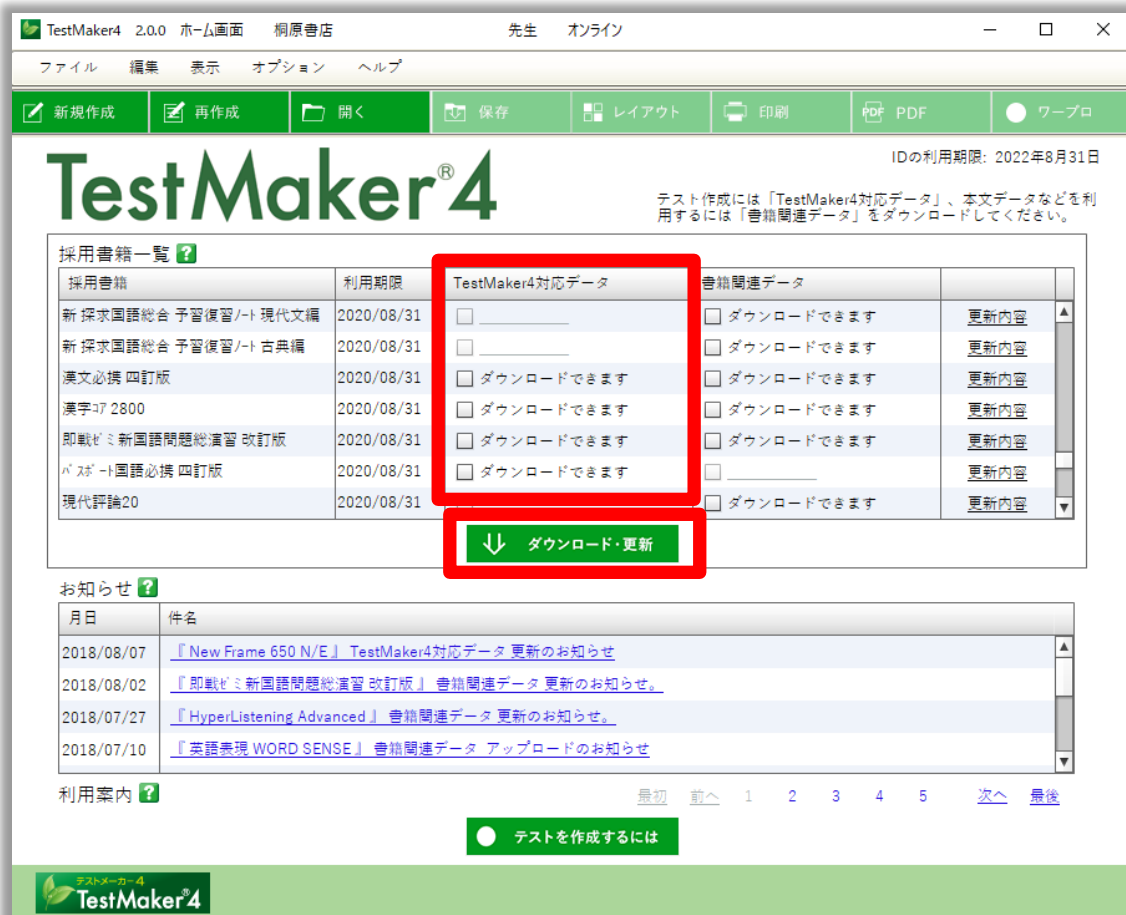 TestMaker4 2.0.0 ホーム画面 桐原書店 先生 オンライン
ファイル 編集 表示 オプション ヘルプ
新規作成 再作成 開く 保存 レイアウト 印刷 PDF PDF ワープロ
IDの利用期限: 2022年8月31日
TestMaker®4
テスト作成には「TestMaker4対応データ」、本文データなどを利
用するには「書籍関連データ」をダウンロードしてください。
採用書籍一覧 ?
採用書籍 利用期限 TestMaker4対応データ 書籍関連データ
新 探求国語総合 予習復習ノート 現代文編 2020/08/31 ダウンロードできます 更新内容
新 探求国語総合 予習復習ノート 古典編 2020/08/31 ダウンロードできます 更新内容
漢文必携 四訂版 2020/08/31 ダウンロードできます ダウンロードできます 更新内容
漢字コア 2800 2020/08/31 ダウンロードできます ダウンロードできます 更新内容
即戦ゼミ新国語問題総演習 改訂版 2020/08/31 ダウンロードできます ダウンロードできます 更新内容
パスポート国語必携 四訂版 2020/08/31 ダウンロードできます 更新内容
現代評論20 2020/08/31 ダウンロードできます 更新内容
ダウンロード・更新
お知らせ ?
月日 件名
2018/08/07 『 New Frame 650 N/E 』 TestMaker4対応データ 更新のお知らせ
2018/08/02 『 即戦ゼミ新国語問題総演習 改訂版 』 書籍関連データ 更新のお知らせ。
2018/07/27 『 HyperListening Advanced 』 書籍関連データ 更新のお知らせ。
2018/07/10 『 英語表現 WORD SENSE 』 書籍関連データ アップロードのお知らせ
利用案内 ? 最初 前へ 1 2 3 4 5 次へ 最後
テストを作成するには
テストメーカー4
TestMaker®4